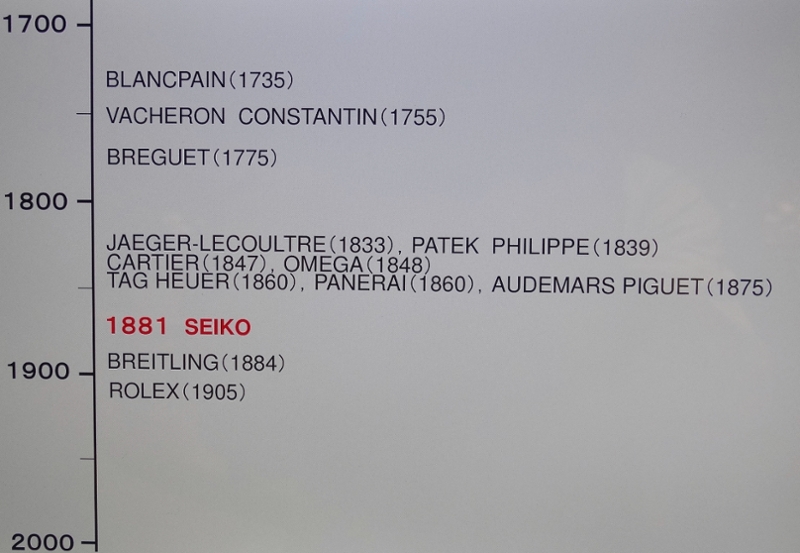 1700
BLANCPAIN(1735)
VACHERON CONSTANTIN(1755)
BREGUET(1775)
1800
JAEGER-LECOULTRE(1833), PATEK PHILIPPE(1839)
CARTIER(1847), OMEGA(1848)
TAG HEUER(1860), PANERAI(1860), AUDEMARS PIGUET(1875)
1881 SEIKO
BREITLING(1884)
1900
ROLEX(1905)
2000